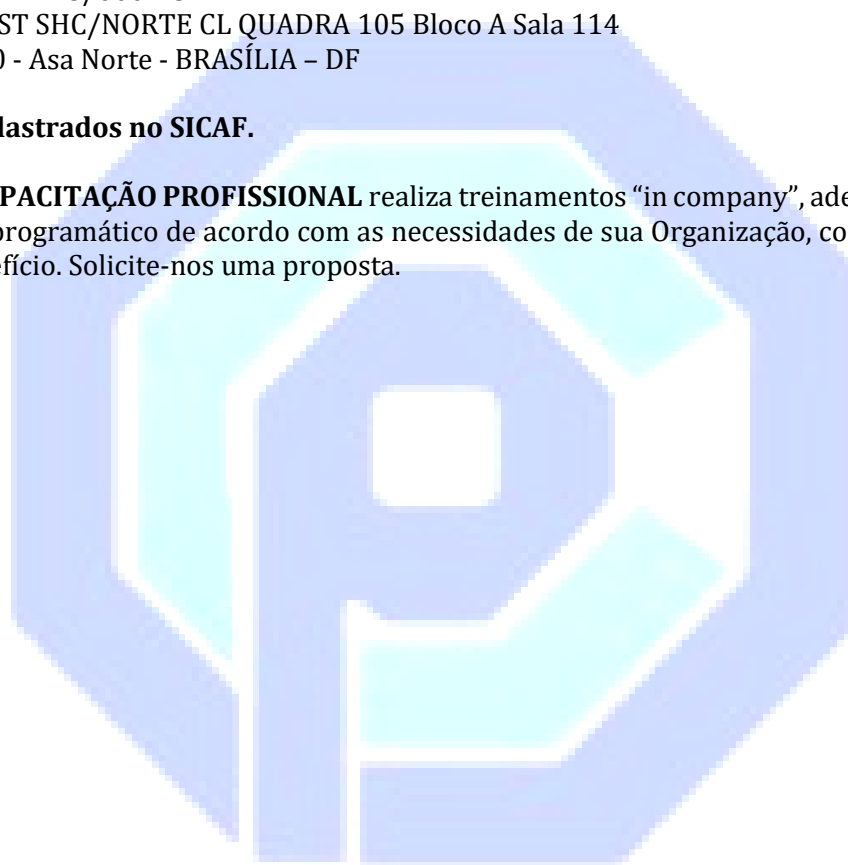 ST SHC/NORTE CL QUADRA 105 Bloco A Sala 114
0 - Asa Norte - BRASÍLIA – DF
dastrados no SICAF.
PACITAÇÃO PROFISSIONAL realiza treinamentos “in company”, ade
programático de acordo com as necessidades de sua Organização, co
efício. Solicite-nos uma proposta.